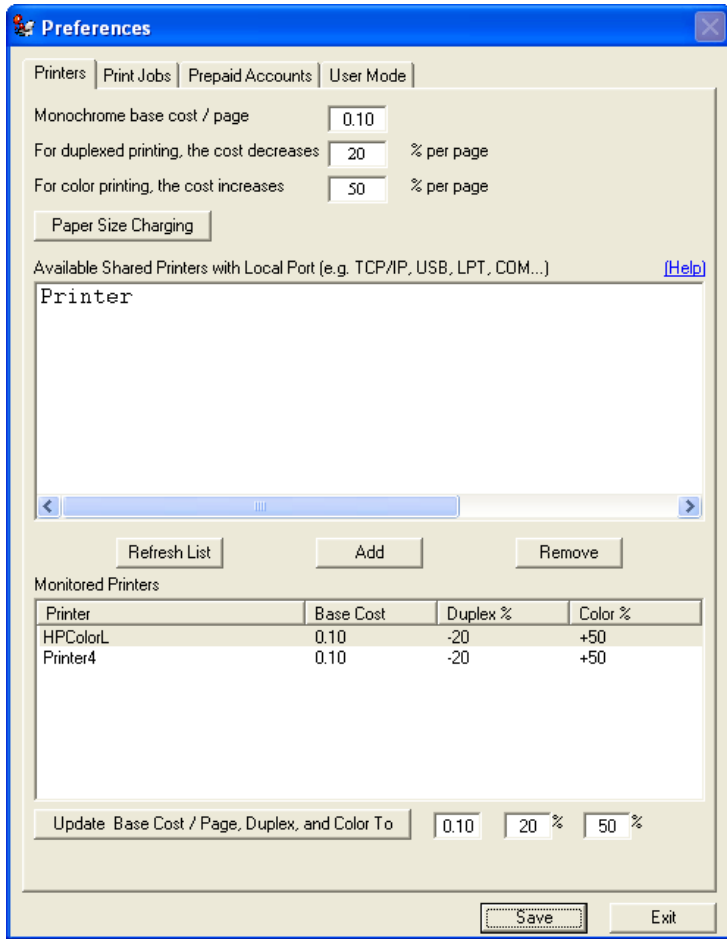 Preferences
Printers Print Jobs Prepaid Accounts User Mode
Monochrome base cost / page 0.10
For duplexed printing, the cost decreases 20 % per page
For color printing, the cost increases 50 % per page
Paper Size Charging
Available Shared Printers with Local Port (e.g. TCP/IP, USB, LPT, COM...) (Help)
Printer
Refresh List Add Remove
Monitored Printers
Printer Base Cost Duplex % Color %
HPColorL 0.10 -20 +50
Printer4 0.10 -20 +50
Update Base Cost / Page, Duplex, and Color To 0.10 20 % 50 %
Save Exit